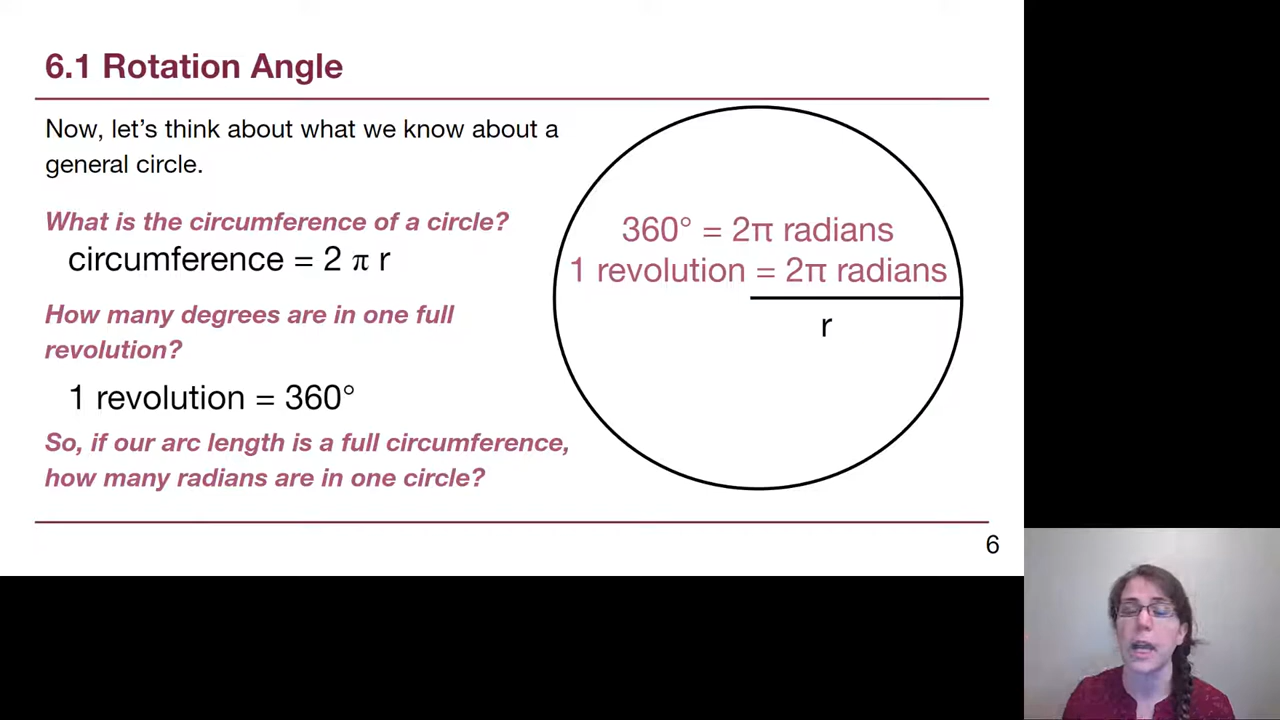 6.1 Rotation Angle
Now, let's think about what we know about a
general circle.
What is the circumference of a circle?
circumference = 2 π r
How many degrees are in one full
revolution?
1 revolution = 360°
So, if our arc length is a full circumference,
how many radians are in one circle?
360° = 2π radians
1 revolution = 2π radians
r
6